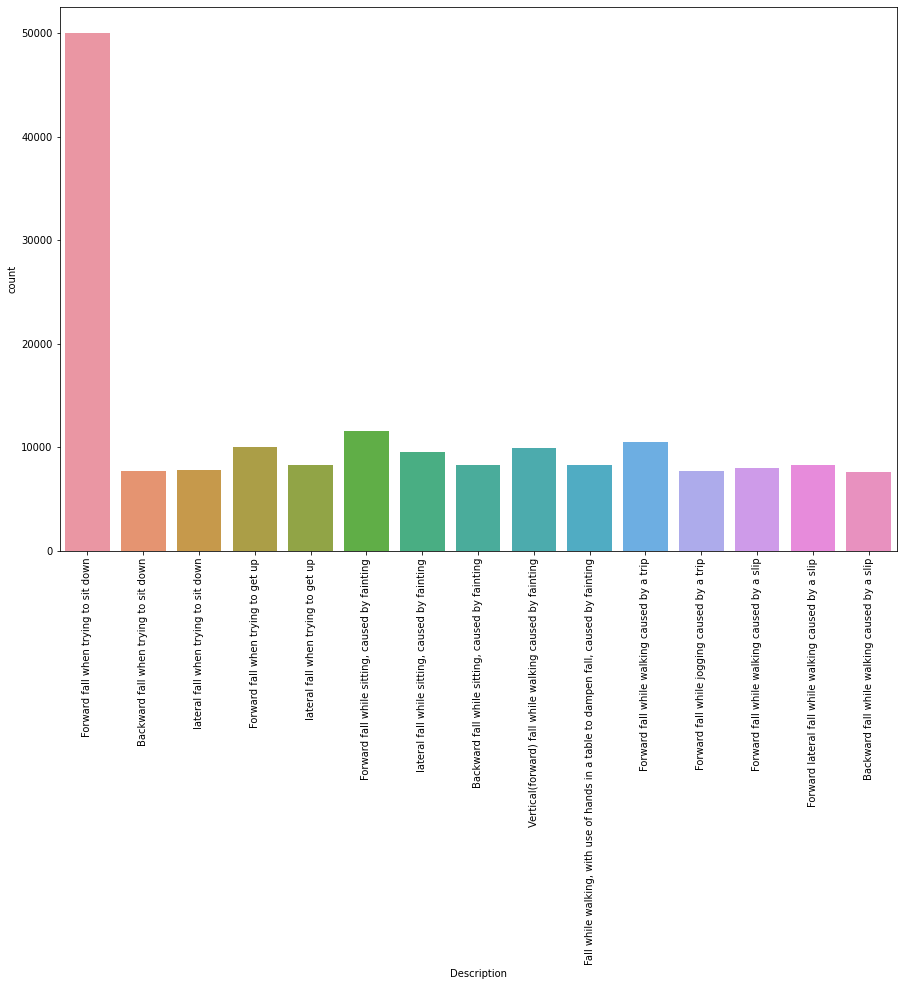 50000
40000
30000
20000
10000
0
count
Forward fall when trying to sit down
Backward fall when trying to sit down
lateral fall when trying to sit down
Forward fall when trying to get up
lateral fall when trying to get up
Forward fall while sitting, caused by fainting
lateral fall while sitting, caused by fainting
Backward fall while sitting, caused by fainting
Vertical(forward) fall while walking caused by fainting
Fall while walking, with use of hands in a table to dampen fall, caused by fainting
Forward fall while walking caused by a trip
Forward fall while jogging caused by a trip
Forward fall while walking caused by a slip
Forward lateral fall while walking caused by a slip
Backward fall while walking caused by a slip
Description